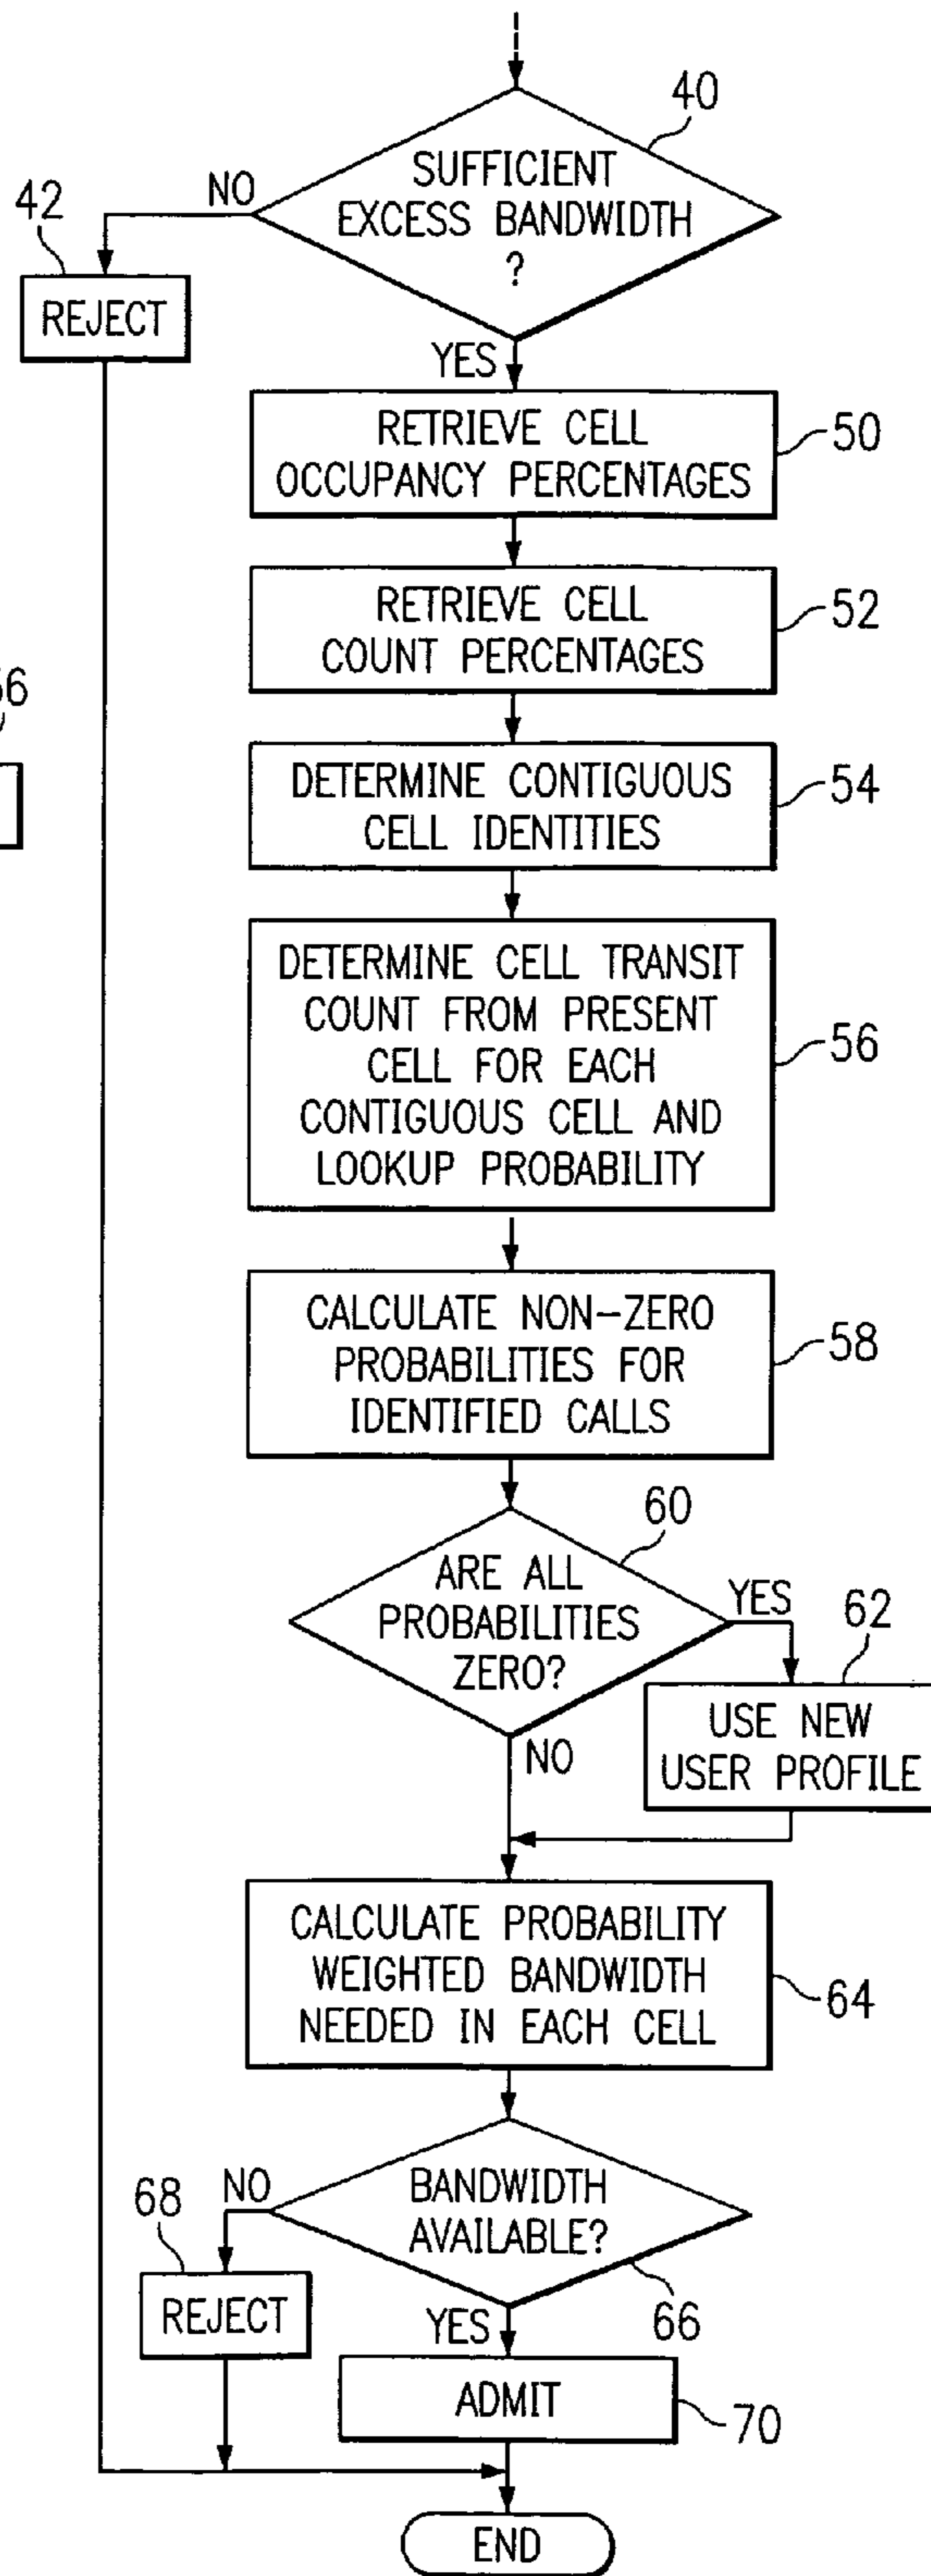 40
SUFFICIENT
EXCESS BANDWIDTH
?
NO
42
REJECT
YES
RETRIEVE CELL
OCCUPANCY PERCENTAGES
50
RETRIEVE CELL
COUNT PERCENTAGES
52
DETERMINE CONTIGUOUS
CELL IDENTITIES
54
DETERMINE CELL TRANSIT
COUNT FROM PRESENT
CELL FOR EACH
CONTIGUOUS CELL AND
LOOKUP PROBABILITY
56
CALCULATE NON-ZERO
PROBABILITIES FOR
IDENTIFIED CALLS
58
60
ARE ALL
PROBABILITIES
ZERO?
YES
62
USE NEW
USER PROFILE
NO
CALCULATE PROBABILITY
WEIGHTED BANDWIDTH
NEEDED IN EACH CELL
64
BANDWIDTH
AVAILABLE?
66
NO
68
REJECT
YES
ADMIT
70
END